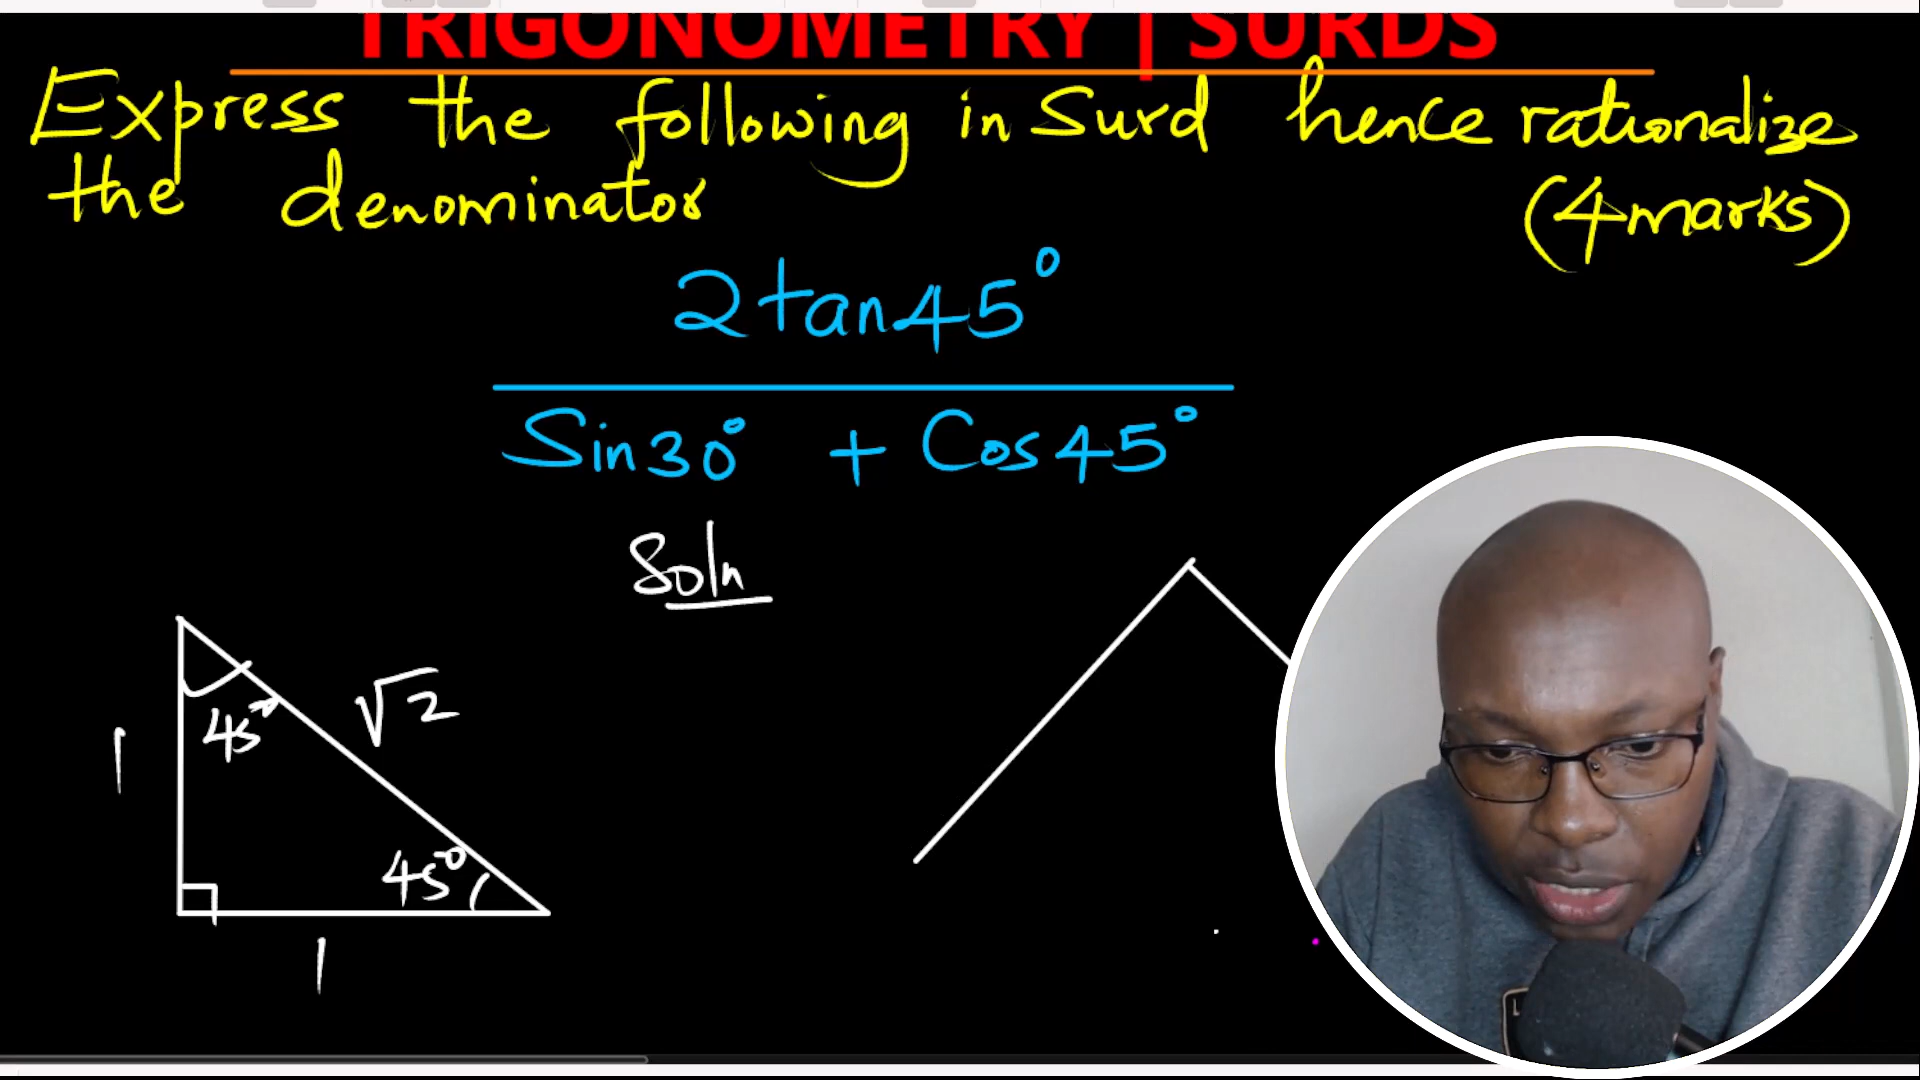 TRIGONOMETRY | SURDS
Express the following in Surd hence rationalize
the denominator (4marks)
2tan45°
Sin30° + Cos45°
Soln
√2
45°
1
45°
1